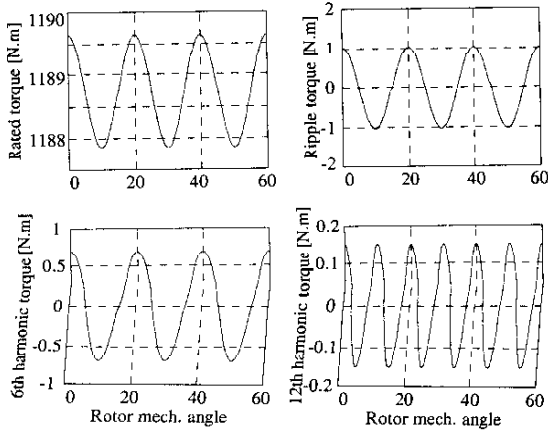 Rated torque [N.m]
1190
1189
1188
0 20 40 60
Ripple torque [N.m]
2
1
0
-1
-2
0 20 40 60
6th harmonic torque [N.m]
1
0.5
0
-0.5
-1
0 20 40 60
Rotor mech. angle
12th harmonic torque [N.m]
0.2
0.1
0
-0.1
-0.2
0 20 40 60
Rotor mech. angle